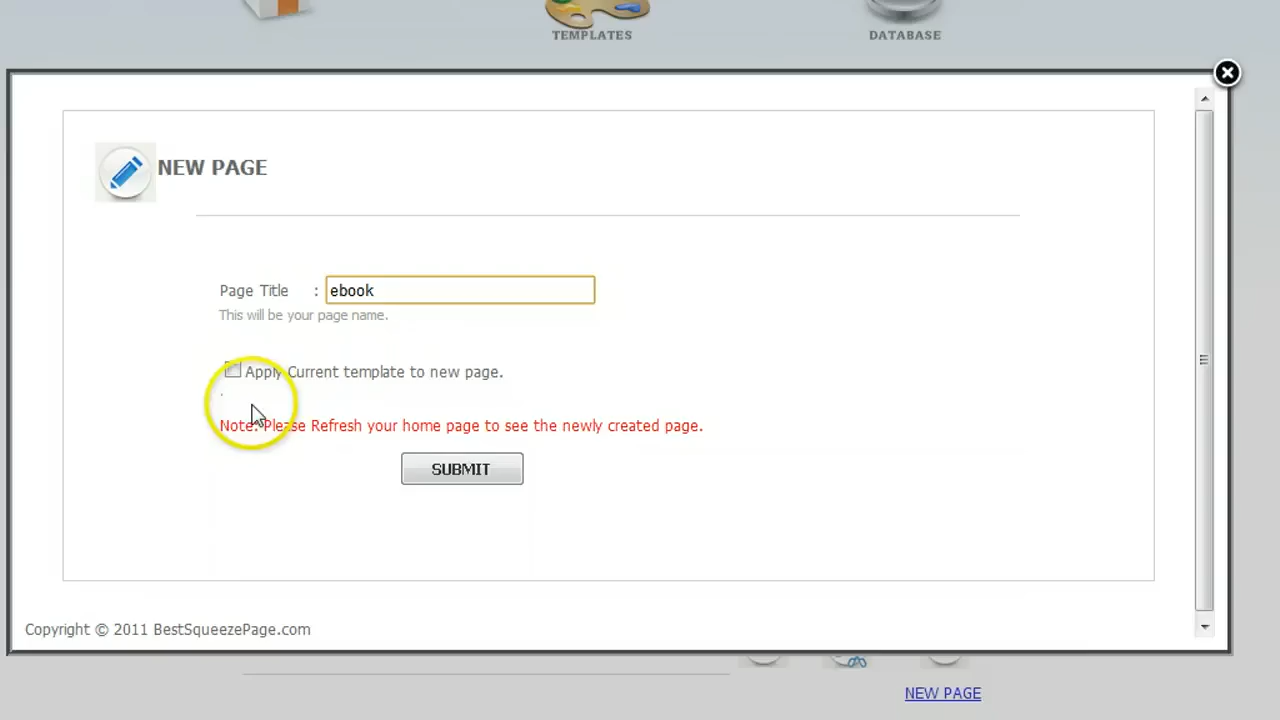 TEMPLATES
DATABASE
NEW PAGE
Page Title : ebook
This will be your page name.
Apply Current template to new page.
Note: Please Refresh your home page to see the newly created page.
SUBMIT
Copyright © 2011 BestSqueezePage.com
NEW PAGE